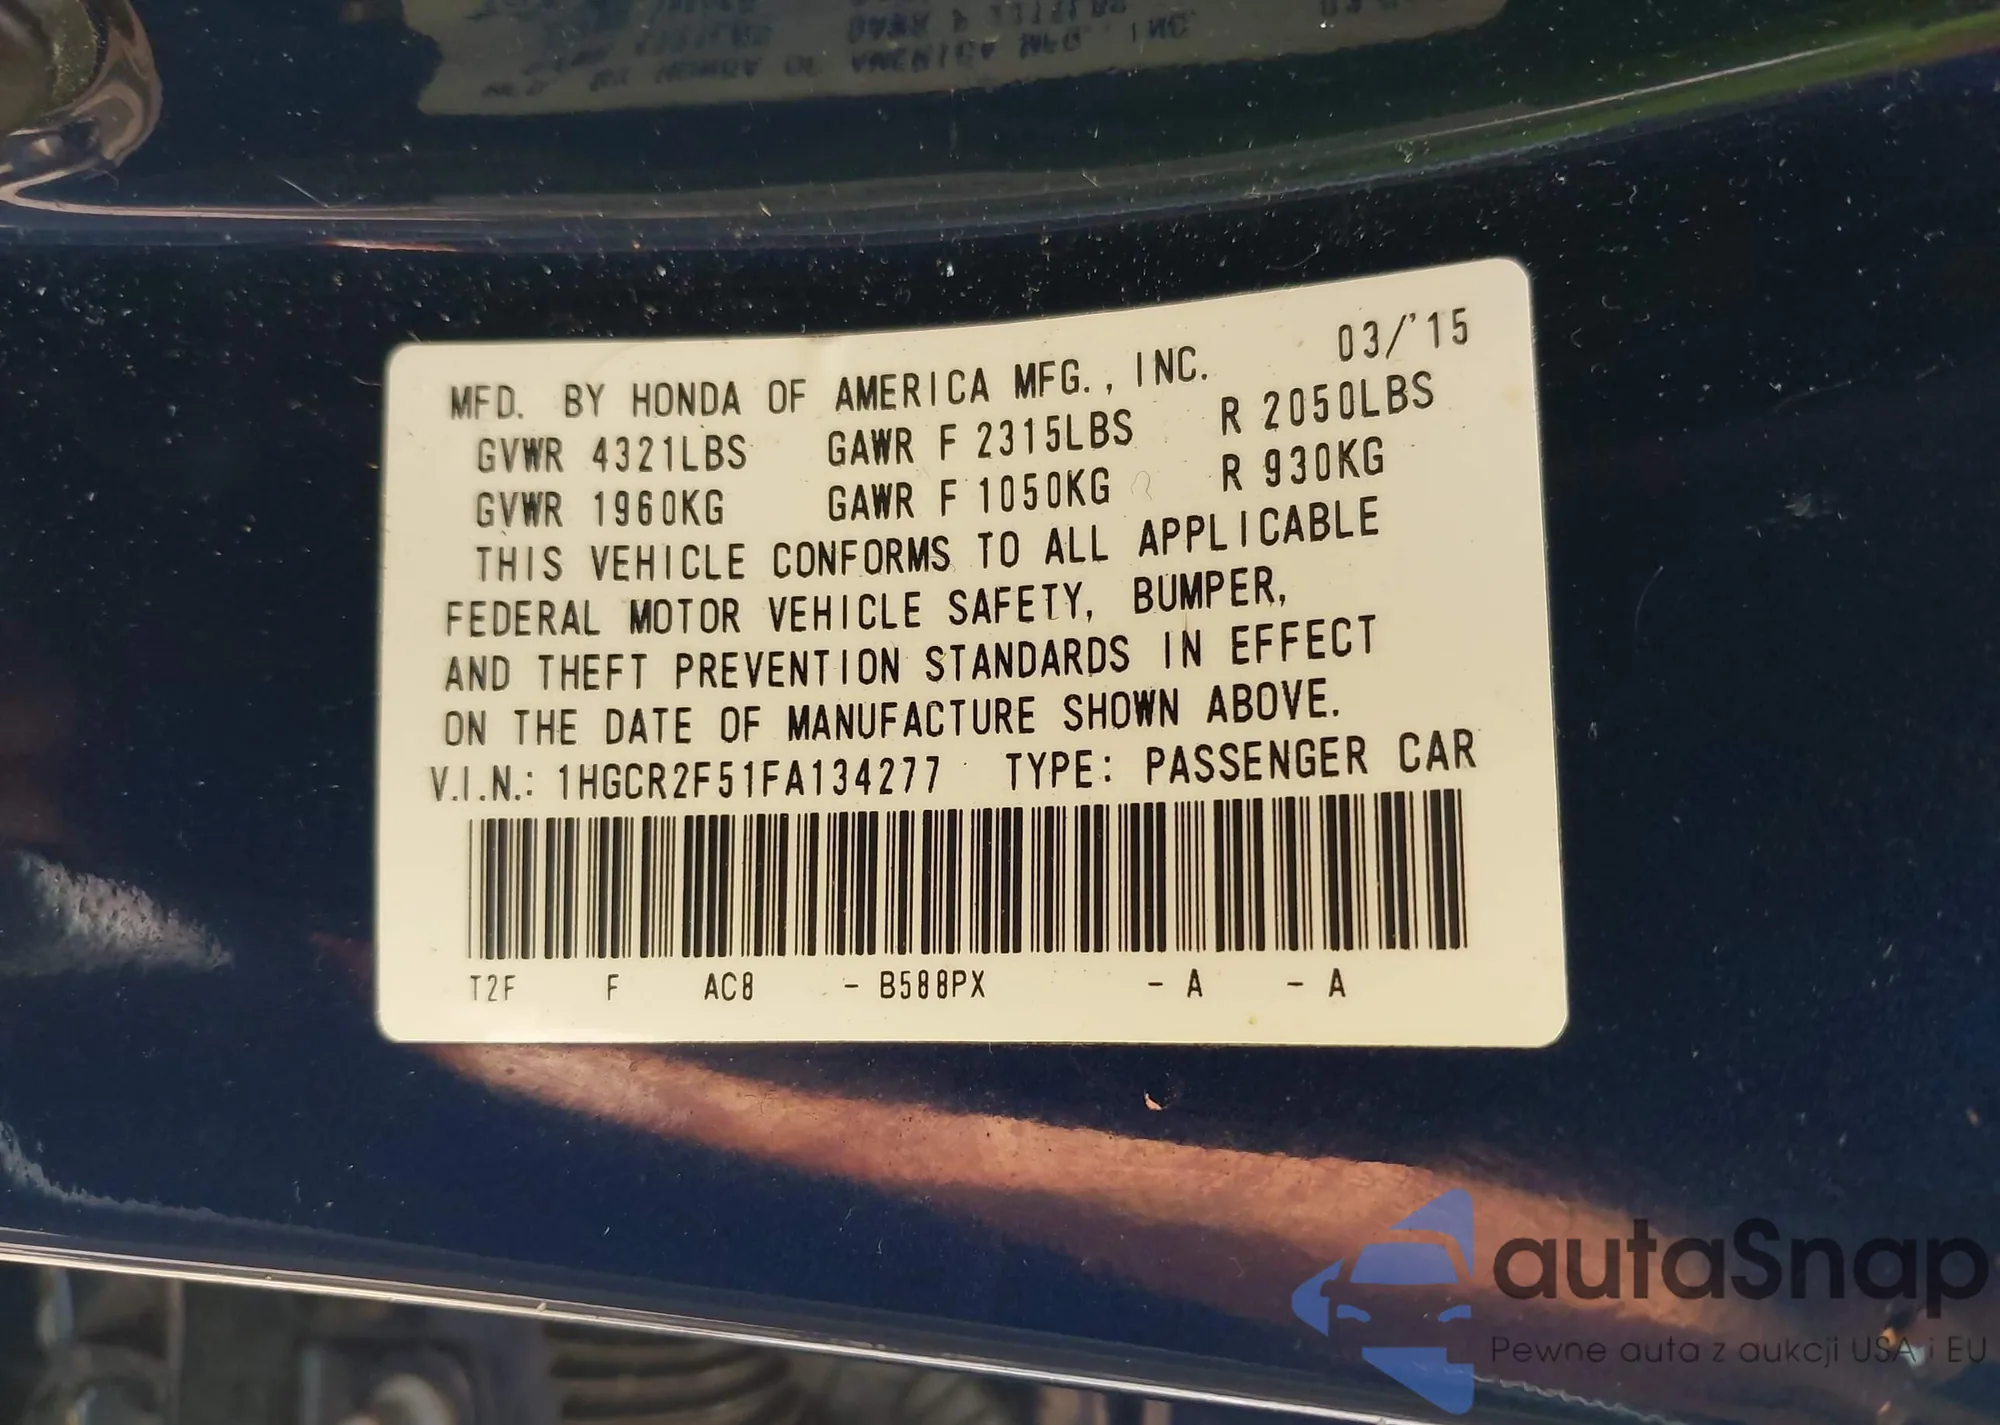 MFD. BY HONDA OF AMERICA MFG., INC. 03/'15
GVWR 4321LBS GAWR F 2315LBS R 2050LBS
GVWR 1960KG GAWR F 1050KG R 930KG
THIS VEHICLE CONFORMS TO ALL APPLICABLE
FEDERAL MOTOR VEHICLE SAFETY, BUMPER,
AND THEFT PREVENTION STANDARDS IN EFFECT
ON THE DATE OF MANUFACTURE SHOWN ABOVE.
V.I.N.: 1HGCR2F51FA134277 TYPE: PASSENGER CAR
T2F F AC8 - B588PX - A - A
autaSnap
Pewne auta z aukcji USA i EU